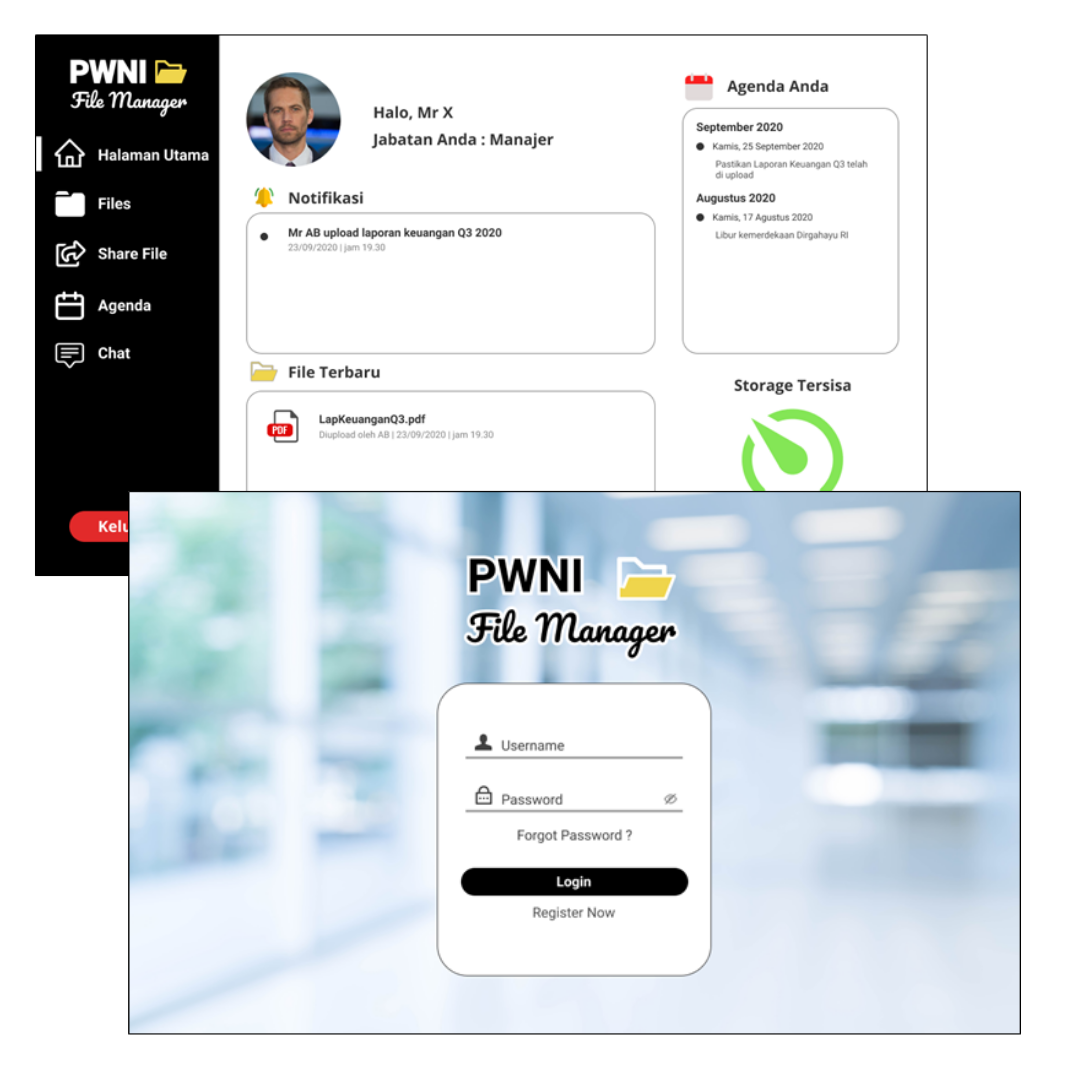 PWNI
File Manager
Halaman Utama
Files
Share File
Agenda
Chat
Halo, Mr X
Jabatan Anda : Manajer
Notifikasi
Mr AB upload laporan keuangan Q3 2020
23/09/2020 | jam 19.30
File Terbaru
PDF
LapKeuanganQ3.pdf
Diupload oleh AB | 23/09/2020 | jam 19.30
Agenda Anda
September 2020
Kamis, 25 September 2020
Pastikan Laporan Keuangan Q3 telah
di upload
Augustus 2020
Kamis, 17 Agustus 2020
Libur kemerdekaan Dirgahayu RI
Storage Tersisa
PWNI
File Manager
Username
Password
Forgot Password ?
Login
Register Now